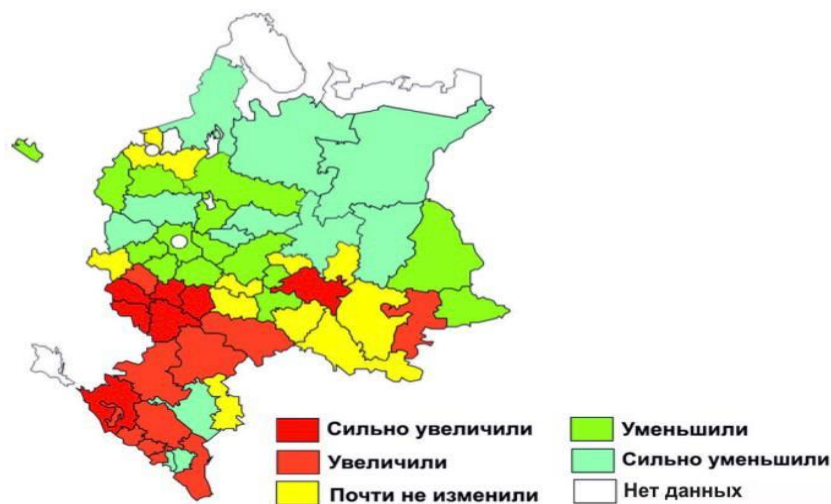 Сильно увеличили
Увеличили
Почти не изменили
Уменьшили
Сильно уменьшили
Нет данных